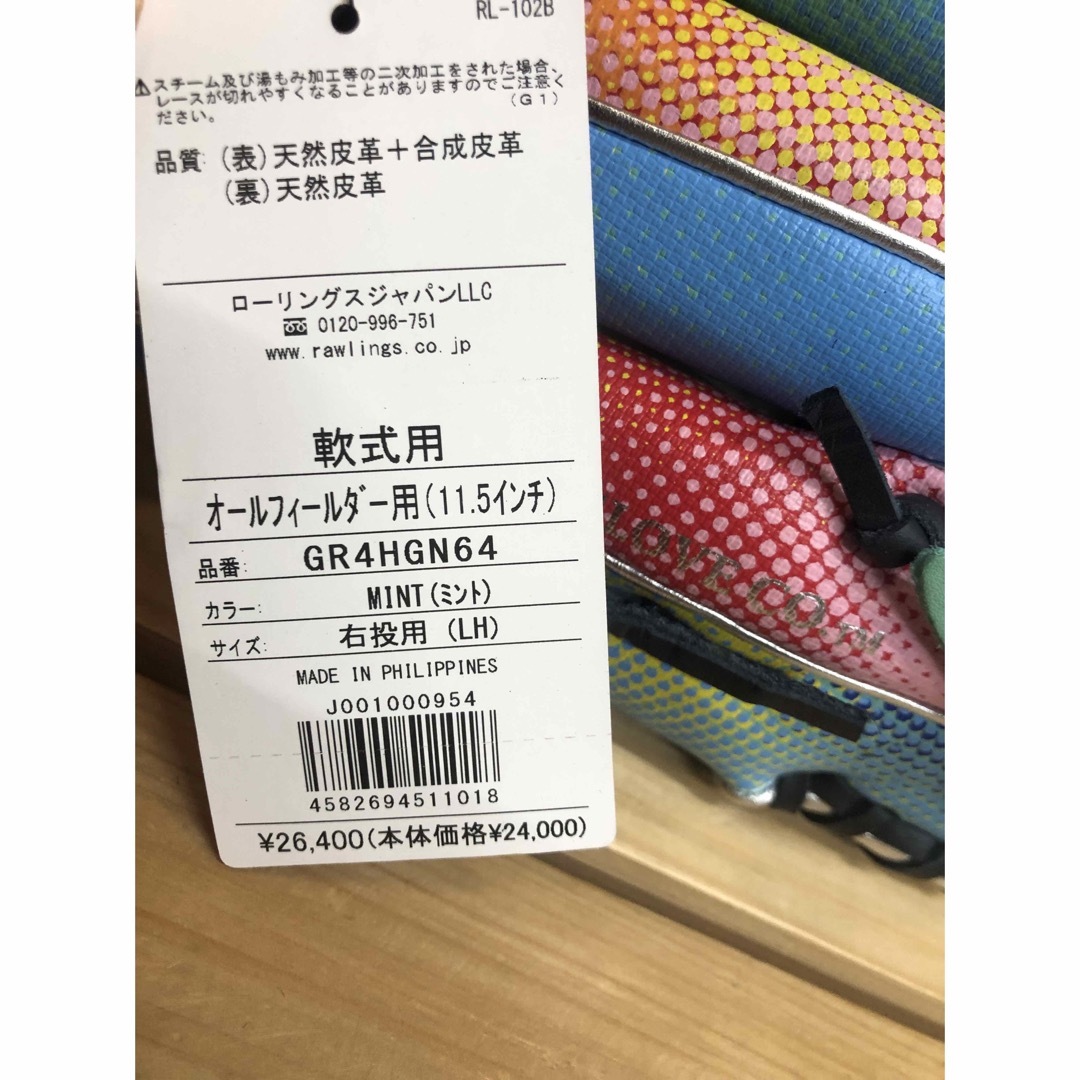 RL-102B
⚠スチーム及び湯もみ加工等の二次加工をされた場合、
レースが切れやすくなることがありますのでご注意く
ださい。
(G1)
品質: (表)天然皮革+合成皮革
(裏)天然皮革
ローリングスジャパンLLC
0120-996-751
www.rawlings.co.jp
軟式用
オールフィールダー用(11.5インチ)
品番: GR4HGN64
カラー: MINT(ミント)
サイズ: 右投用 (LH)
MADE IN PHILIPPINES
J001000954
4582694511018
¥26,400(本体価格¥24,000)
LOVE CO.